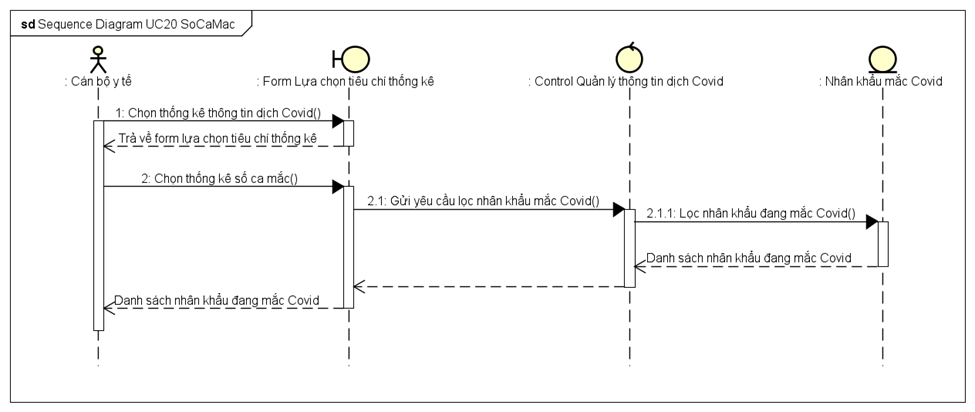 sd Sequence Diagram UC20 SoCaMac
: Cán bộ y tế
: Form Lựa chọn tiêu chí thống kê
: Control Quản lý thông tin dịch Covid
: Nhân khẩu mắc Covid
1: Chọn thống kê thông tin dịch Covid()
Trả về form lựa chọn tiêu chí thống kê
2: Chọn thống kê số ca mắc()
2.1: Gửi yêu cầu lọc nhân khẩu mắc Covid()
2.1.1: Lọc nhân khẩu đang mắc Covid()
Danh sách nhân khẩu đang mắc Covid
Danh sách nhân khẩu đang mắc Covid